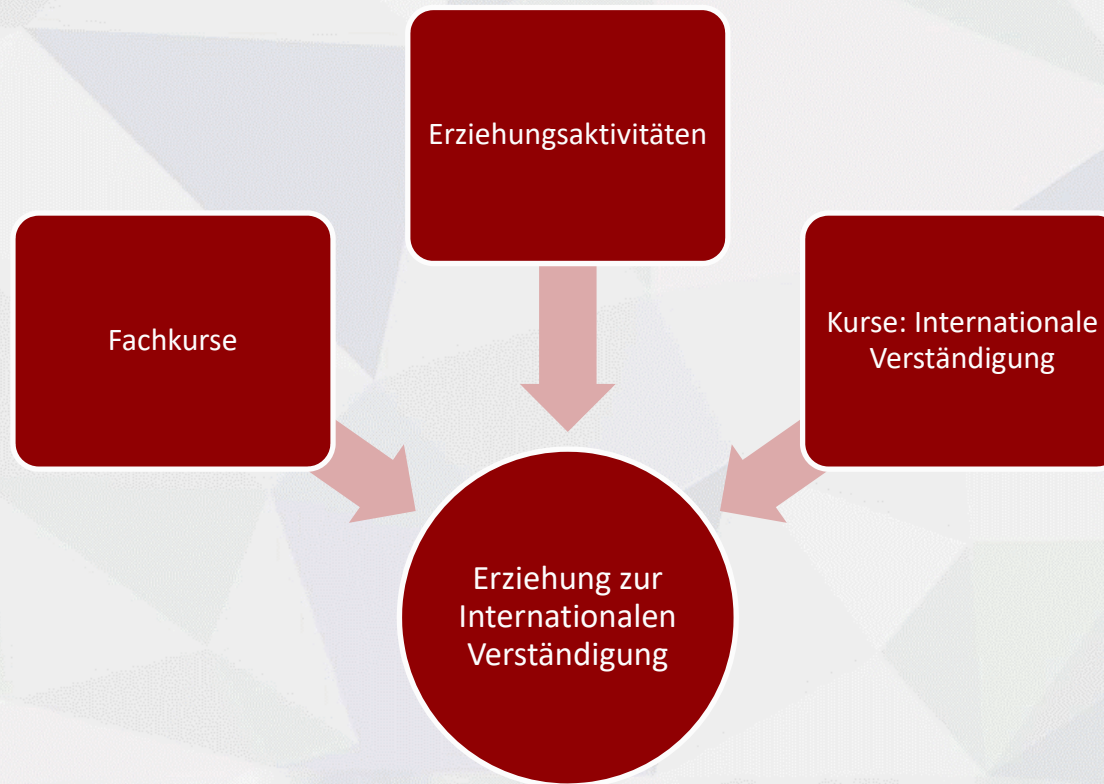 Erziehungsaktivitäten
Fachkurse
Kurse: Internationale
Verständigung
Erziehung zur
Internationalen
Verständigung